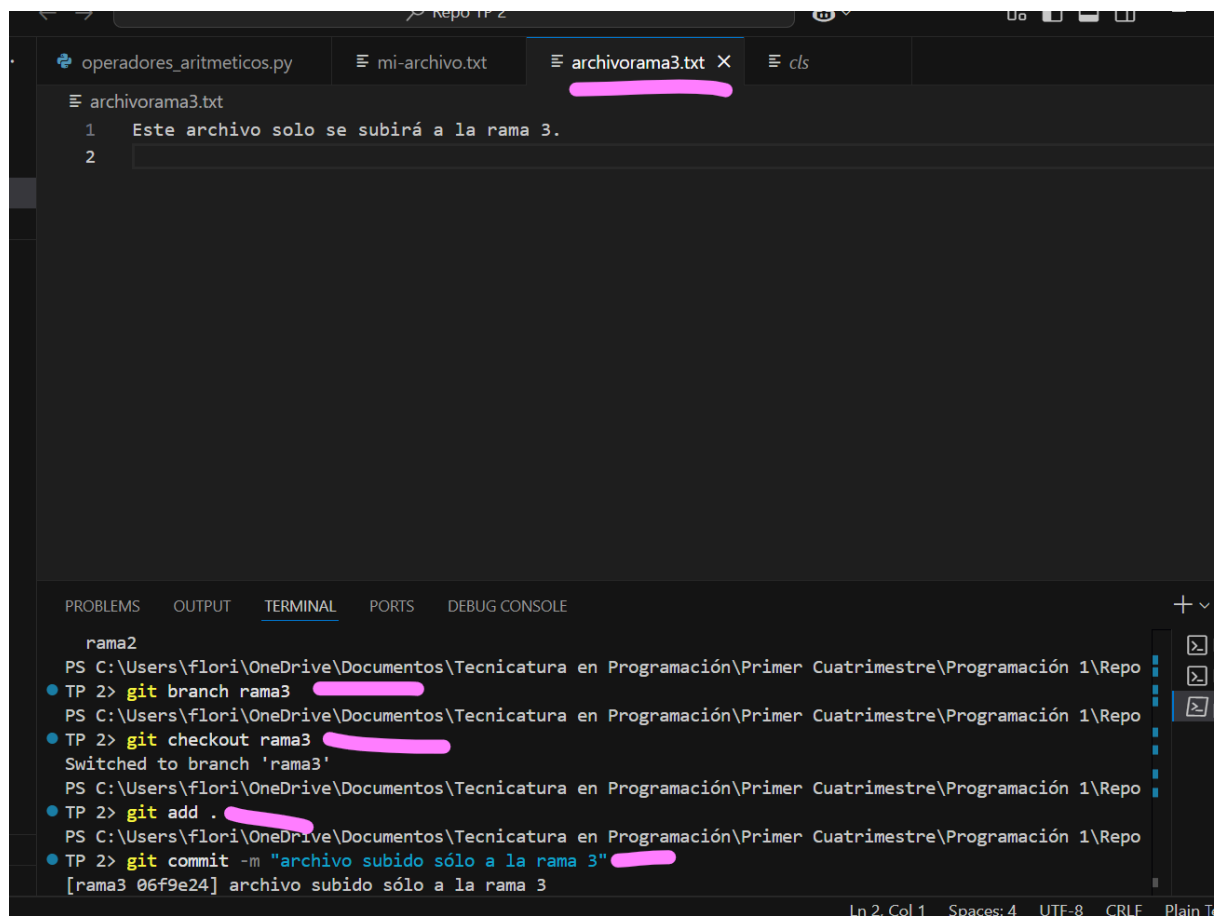 Repo TP 2
operadores_aritmeticos.py mi-archivo.txt archivorama3.txt cls
archivorama3.txt
1 Este archivo solo se subirá a la rama 3.
2
PROBLEMS OUTPUT TERMINAL PORTS DEBUG CONSOLE
rama2
PS C:\Users\flori\OneDrive\Documentos\Tecnicatura en Programación\Primer Cuatrimestre\Programación 1\Repo
TP 2> git branch rama3
PS C:\Users\flori\OneDrive\Documentos\Tecnicatura en Programación\Primer Cuatrimestre\Programación 1\Repo
TP 2> git checkout rama3
Switched to branch 'rama3'
PS C:\Users\flori\OneDrive\Documentos\Tecnicatura en Programación\Primer Cuatrimestre\Programación 1\Repo
TP 2> git add .
PS C:\Users\flori\OneDrive\Documentos\Tecnicatura en Programación\Primer Cuatrimestre\Programación 1\Repo
TP 2> git commit -m "archivo subido sólo a la rama 3"
[rama3 06f9e24] archivo subido sólo a la rama 3
Ln 2, Col 1 Spaces: 4 UTF-8 CRLF Plain